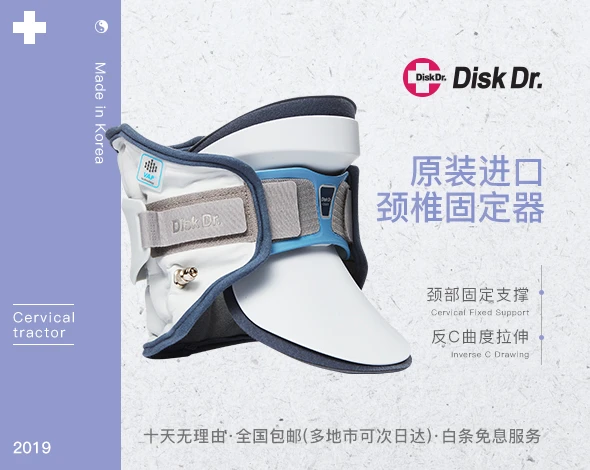 Made in Korea
DiskDr.
Disk Dr.
原装进口
颈椎固定器
V.A.P
Disk Dr.
Disk Dr.
颈部固定支撑
Cervical Fixed Support
反C曲度拉伸
Inverse C Drawing
Cervical
tractor
十天无理由·全国包邮(多地市可次日达)·白条免息服务
2019